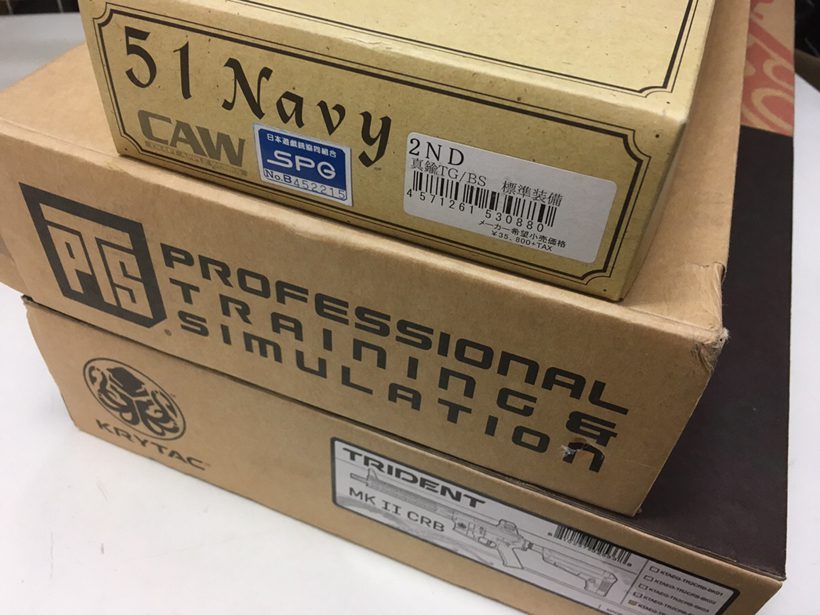 51 Navy
CAW
日本遊戯銃協同組合
SPG
No.B452215
2ND
真鍮TG/BS 標準装備
4 571261 530880
メーカー希望小売価格
¥35,800+TAX
PTS
PROFESSIONAL
TRAINING &
SIMULATION
KRYTAC
TRIDENT
MK II CRB